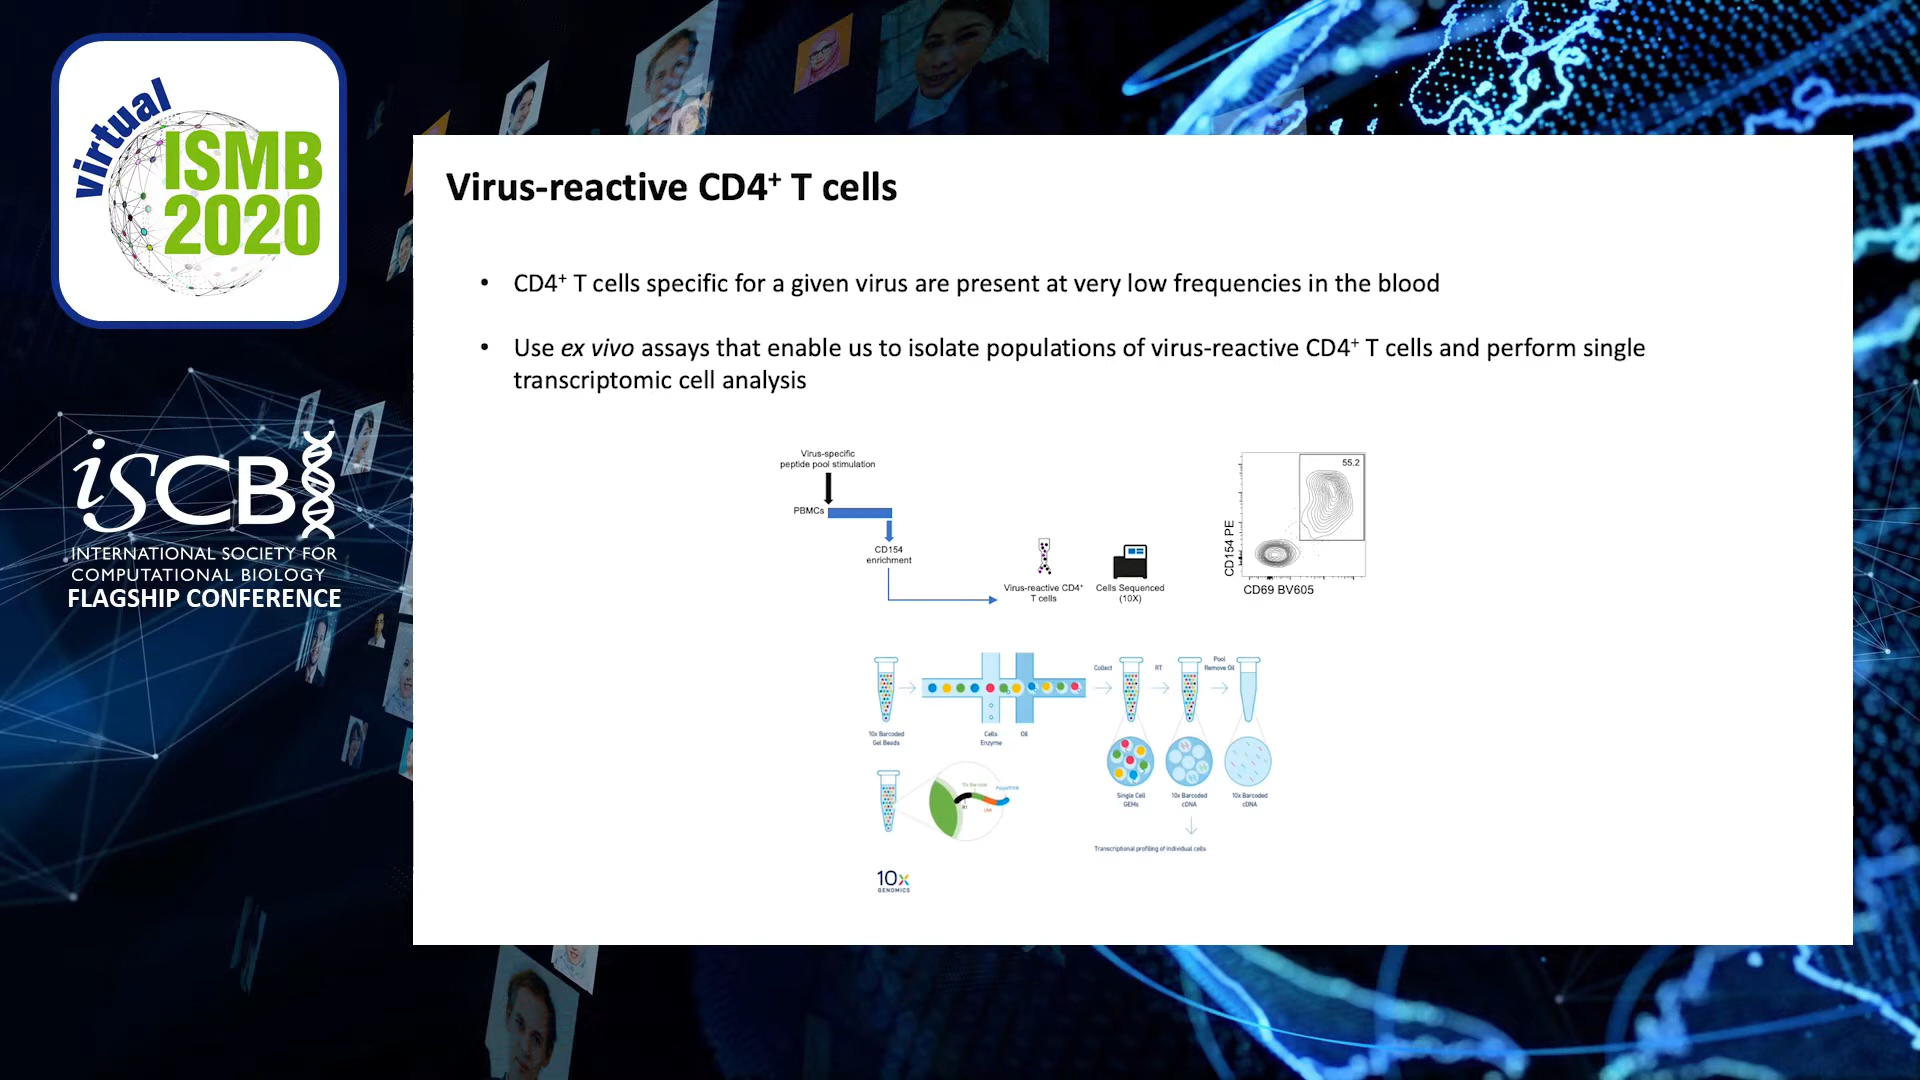 virtual
ISMB
2020
iSCB
INTERNATIONAL SOCIETY FOR
COMPUTATIONAL BIOLOGY
FLAGSHIP CONFERENCE
Virus-reactive CD4⁺ T cells
• CD4⁺ T cells specific for a given virus are present at very low frequencies in the blood
• Use ex vivo assays that enable us to isolate populations of virus-reactive CD4⁺ T cells and perform single
transcriptomic cell analysis
Virus-specific
peptide pool stimulation
PBMCs
CD154
enrichment
Virus-reactive CD4⁺
T cells
Cells Sequenced
(10X)
55.2
CD154 PE
CD69 BV605
10x Barcoded
Gel Beads
Cells
Enzyme
Oil
Collect
RT
Pool
Remove Oil
Single Cell
GEMs
10x Barcoded
cDNA
10x Barcoded
cDNA
10x Barcode
R1
UMI
Transcriptional profiling of individual cells
10x
GENOMICS